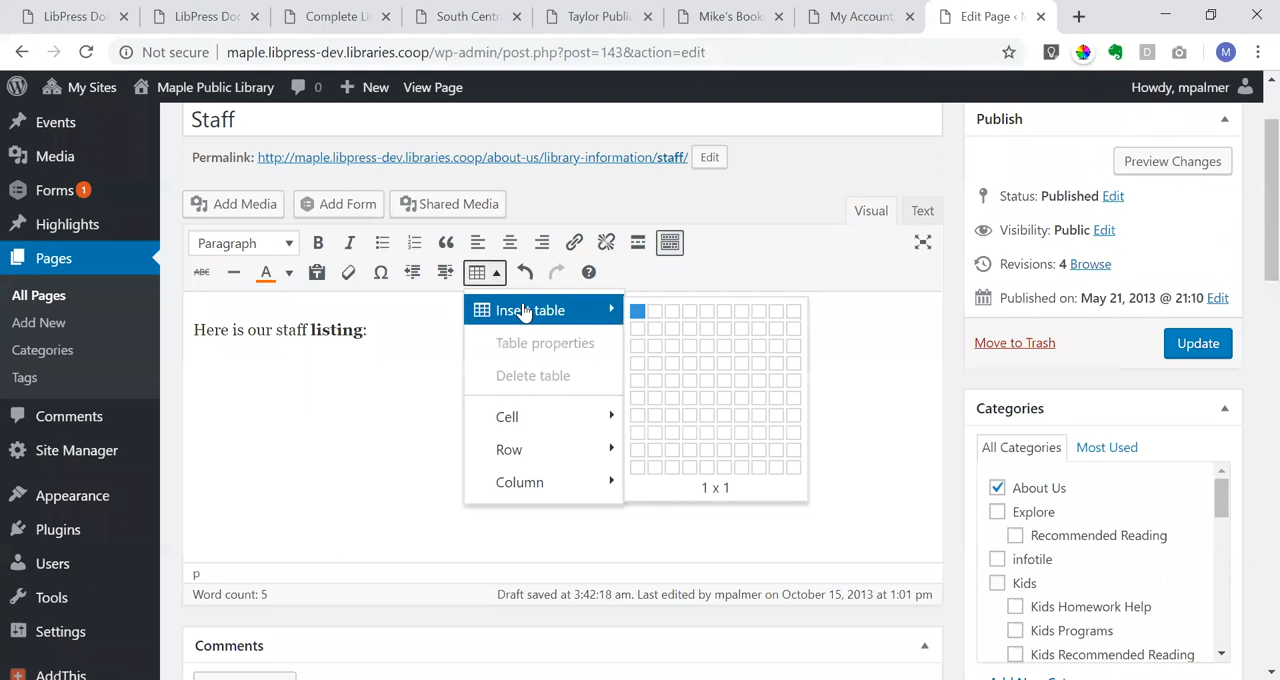 LibPress Do
LibPress Doc
Complete Lis
South Centr
Taylor Public
Mike's Book
My Account
Edit Page ‹ M
Not secure
maple.libpress-dev.libraries.coop/wp-admin/post.php?post=143&action=edit
D
M
My Sites
Maple Public Library
0
New
View Page
Howdy, mpalmer
Events
Media
Forms 1
Highlights
Pages
All Pages
Add New
Categories
Tags
Comments
Site Manager
Appearance
Plugins
Users
Tools
Settings
AddThis
Staff
Permalink: http://maple.libpress-dev.libraries.coop/about-us/library-information/staff/ Edit
Add Media
Add Form
Shared Media
Visual
Text
Paragraph
B
I
ABC
A
Ω
Insert table
Table properties
Delete table
Cell
Row
Column
1 x 1
Here is our staff listing:
p
Word count: 5
Draft saved at 3:42:18 am. Last edited by mpalmer on October 15, 2013 at 1:01 pm
Comments
Publish
Preview Changes
Status: Published Edit
Visibility: Public Edit
Revisions: 4 Browse
Published on: May 21, 2013 @ 21:10 Edit
Move to Trash
Update
Categories
All Categories
Most Used
About Us
Explore
Recommended Reading
infotile
Kids
Kids Homework Help
Kids Programs
Kids Recommended Reading